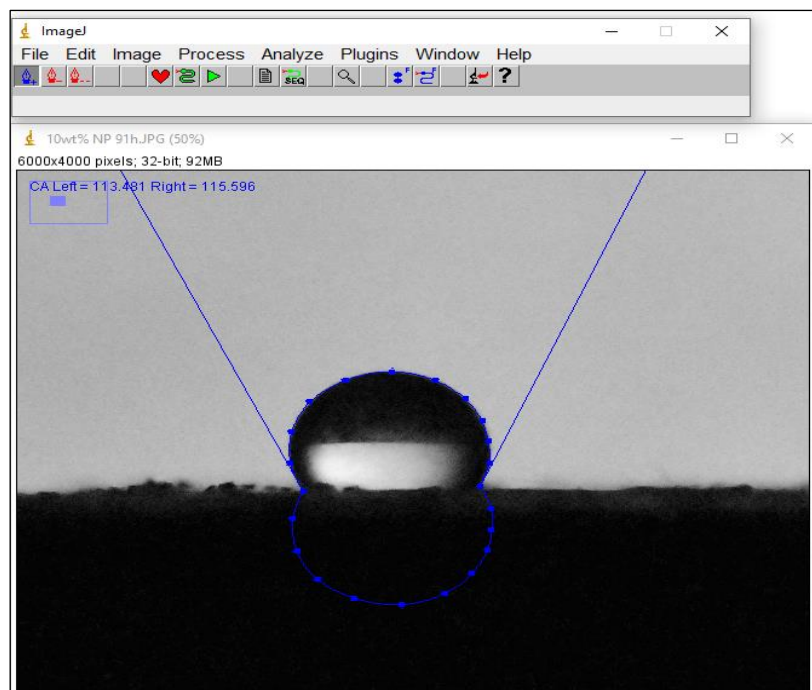 ImageJ
File Edit Image Process Analyze Plugins Window Help
SEQ F F ?
10wt% NP 91h.JPG (50%)
6000x4000 pixels; 32-bit; 92MB
CA Left = 113.481 Right = 115.596